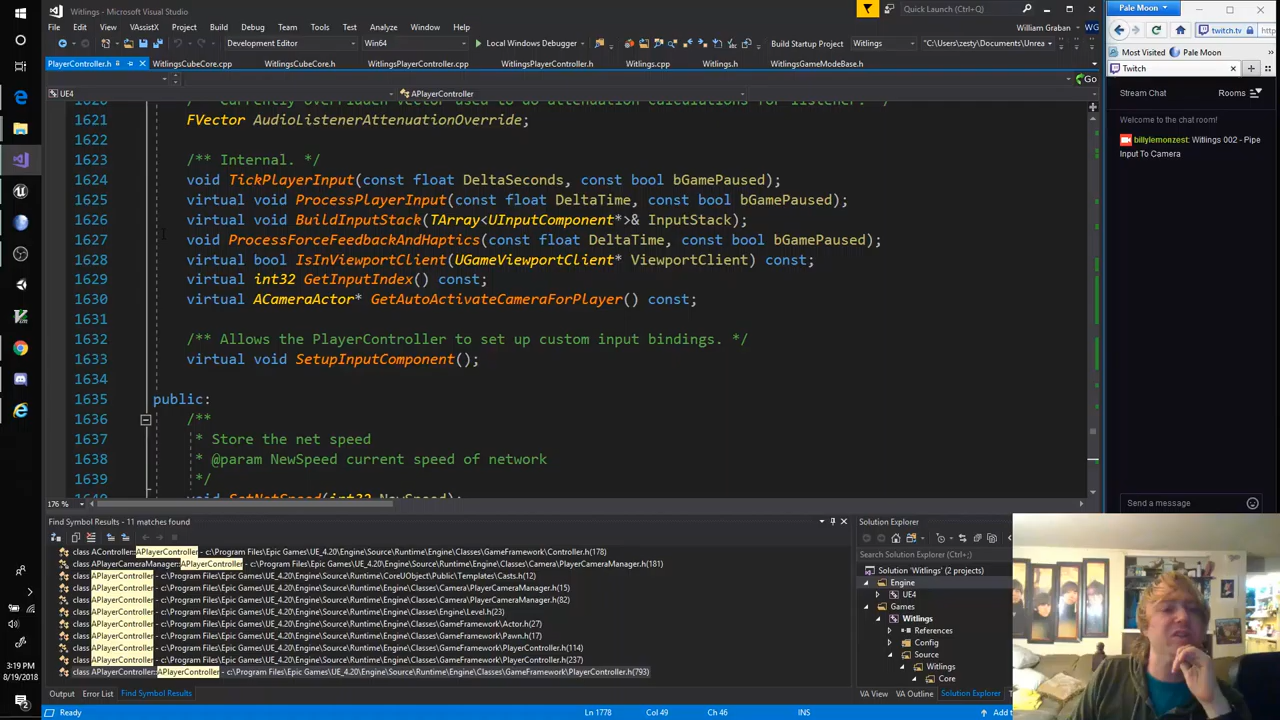 Witlings - Microsoft Visual Studio
Quick Launch (Ctrl+Q)
File Edit View VAssistX Project Build Debug Team Tools Test Analyze Window Help
William Graban
Development Editor Win64 Local Windows Debugger Build Startup Project Witlings "C:\Users\zesty\Documents\Unrea
PlayerController.h WitlingsCubeCore.cpp WitlingsCubeCore.h WitlingsPlayerController.cpp WitlingsPlayerController.h Witlings.cpp Witlings.h WitlingsGameModeBase.h
Go
UE4 APlayerController
1620 /** Currently overridden vector used to do attenuation calculations for listener. */
1621 FVector AudioListenerAttenuationOverride;
1622
1623 /** Internal. */
1624 void TickPlayerInput(const float DeltaSeconds, const bool bGamePaused);
1625 virtual void ProcessPlayerInput(const float DeltaTime, const bool bGamePaused);
1626 virtual void BuildInputStack(TArray<UInputComponent*>& InputStack);
1627 void ProcessForceFeedbackAndHaptics(const float DeltaTime, const bool bGamePaused);
1628 virtual bool IsInViewportClient(UGameViewportClient* ViewportClient) const;
1629 virtual int32 GetInputIndex() const;
1630 virtual ACameraActor* GetAutoActivateCameraForPlayer() const;
1631
1632 /** Allows the PlayerController to set up custom input bindings. */
1633 virtual void SetupInputComponent();
1634
1635 public:
1636 /**
1637 * Store the net speed
1638 * @param NewSpeed current speed of network
1639 */
1640 void SetNetSpeed(int32 NewSpeed);
176 %
Find Symbol Results - 11 matches found
class AController::APlayerController - c:\Program Files\Epic Games\UE_4.20\Engine\Source\Runtime\Engine\Classes\GameFramework\Controller.h(178)
class APlayerCameraManager::APlayerController - c:\Program Files\Epic Games\UE_4.20\Engine\Source\Runtime\Engine\Classes\Camera\PlayerCameraManager.h(181)
class APlayerController - c:\Program Files\Epic Games\UE_4.20\Engine\Source\Runtime\CoreUObject\Public\Templates\Casts.h(12)
class APlayerController - c:\Program Files\Epic Games\UE_4.20\Engine\Source\Runtime\Engine\Classes\Camera\PlayerCameraManager.h(15)
class APlayerController - c:\Program Files\Epic Games\UE_4.20\Engine\Source\Runtime\Engine\Classes\Camera\PlayerCameraManager.h(82)
class APlayerController - c:\Program Files\Epic Games\UE_4.20\Engine\Source\Runtime\Engine\Classes\Engine\Level.h(23)
class APlayerController - c:\Program Files\Epic Games\UE_4.20\Engine\Source\Runtime\Engine\Classes\GameFramework\Actor.h(27)
class APlayerController - c:\Program Files\Epic Games\UE_4.20\Engine\Source\Runtime\Engine\Classes\GameFramework\Pawn.h(17)
class APlayerController - c:\Program Files\Epic Games\UE_4.20\Engine\Source\Runtime\Engine\Classes\GameFramework\PlayerController.h(114)
class APlayerController - c:\Program Files\Epic Games\UE_4.20\Engine\Source\Runtime\Engine\Classes\GameFramework\PlayerController.h(237)
class APlayerController::APlayerController - c:\Program Files\Epic Games\UE_4.20\Engine\Source\Runtime\Engine\Classes\GameFramework\PlayerController.h(793)
Output Error List Find Symbol Results
Solution Explorer
Search Solution Explorer (Ctrl+;)
Solution 'Witlings' (2 projects)
Engine
UE4
Games
Witlings
References
Config
Source
Witlings
Core
VA View VA Outline Solution Explorer
Ready Ln 1778 Col 49 Ch 46 INS Add t
3:19 PM
8/19/2018
2
Pale Moon
twitch.tv http
Most Visited Pale Moon
Twitch
Stream Chat Rooms
Welcome to the chat room!
billylemonzest: Witlings 002 - Pipe
Input To Camera
Send a message